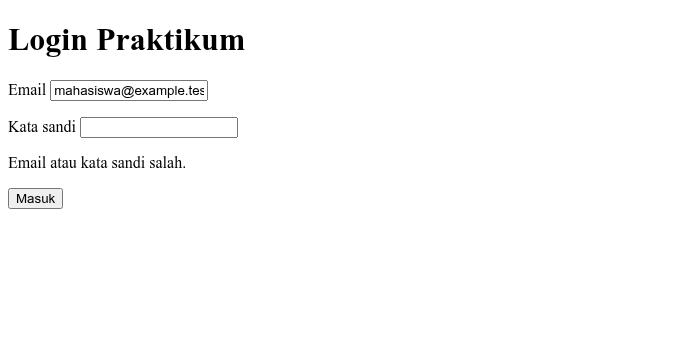 Login Praktikum
Email mahasiswa@example.tes
Kata sandi
Email atau kata sandi salah.
Masuk